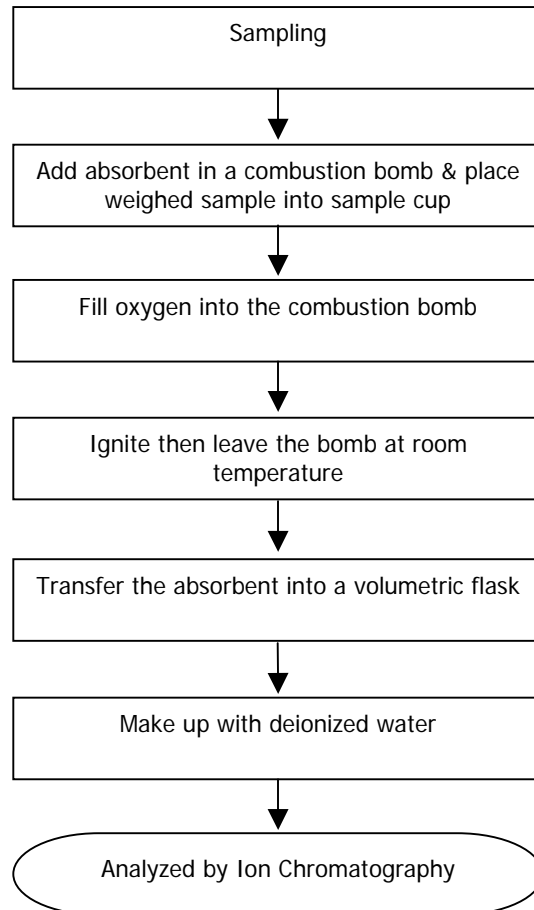 Sampling
Add absorbent in a combustion bomb & place
weighed sample into sample cup
Fill oxygen into the combustion bomb
Ignite then leave the bomb at room
temperature
Transfer the absorbent into a volumetric flask
Make up with deionized water
Analyzed by Ion Chromatography